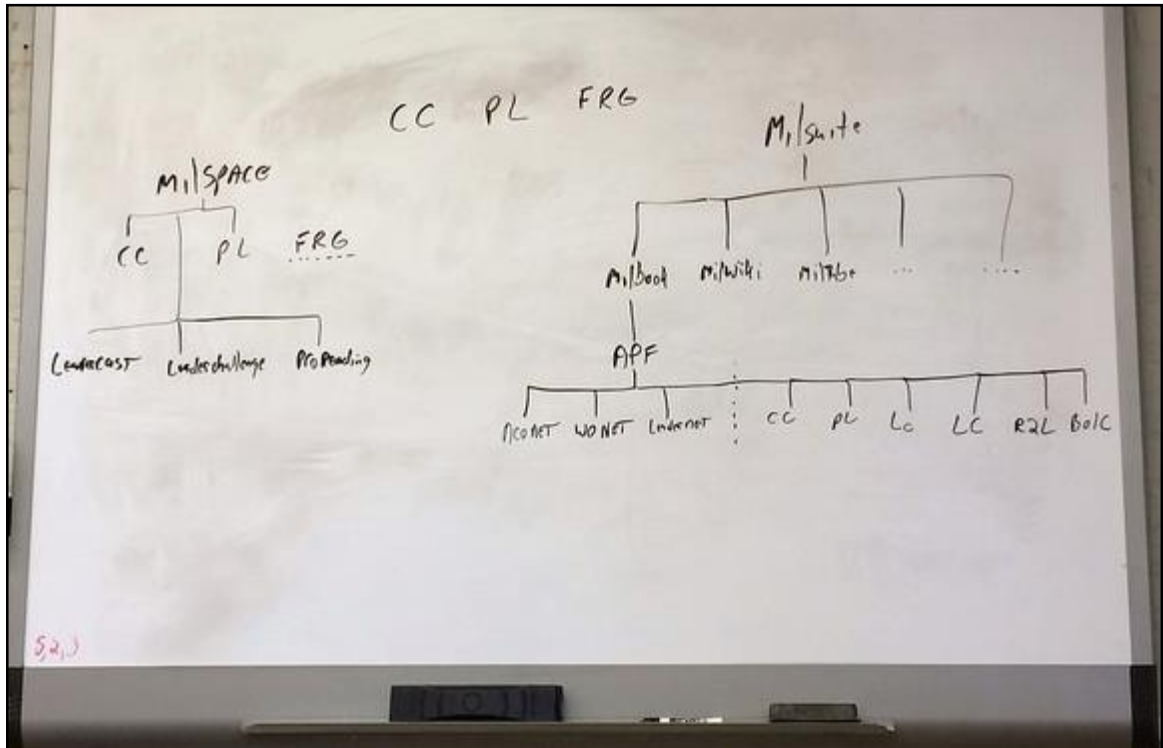 CC PL FRG
MilSPACE
CC PL FRG
Leadercast Leaderchallenge ProReading
Milsuite
MilBook MilWiki MilTube ... ....
APF
NCONET WONET Leadernet CC PL LC LC R2L BOLC